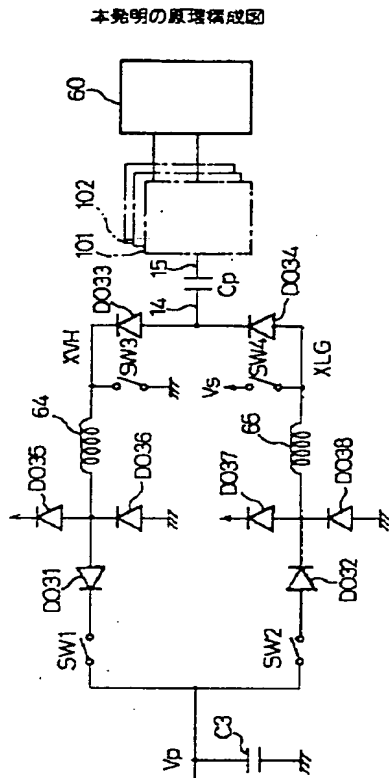 本発明の原理構成図
60
102
101
15
14
Cp
DO33
DO34
XVH
SW3
SW4
Vs
XLG
64
66
DO35
DO36
DO37
DO38
DO31
DO32
SW1
SW2
Vp
C3